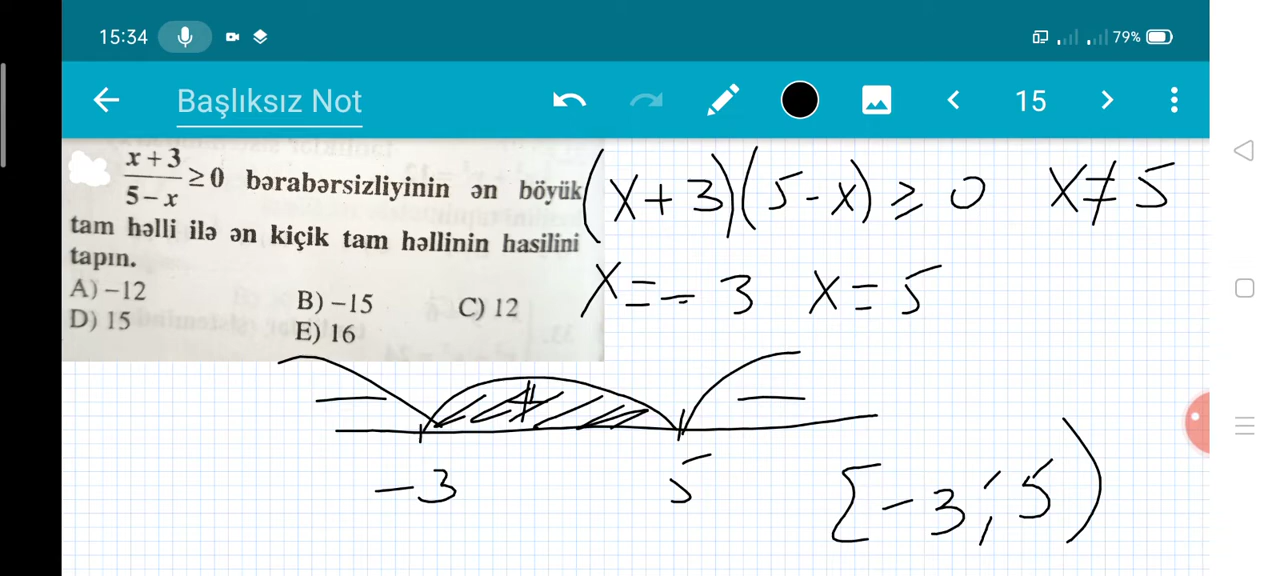 15:34
79%
Başlıksız Not
15
x + 3
5 – x
≥ 0 bərabərsizliyinin ən böyük
tam həlli ilə ən kiçik tam həllinin hasilini
tapın.
A) –12
B) –15
C) 12
D) 15
E) 16
(x+3)(5-x) ≥ 0 x≠5
x=-3 x=5
— + —
-3 5
[-3; 5)